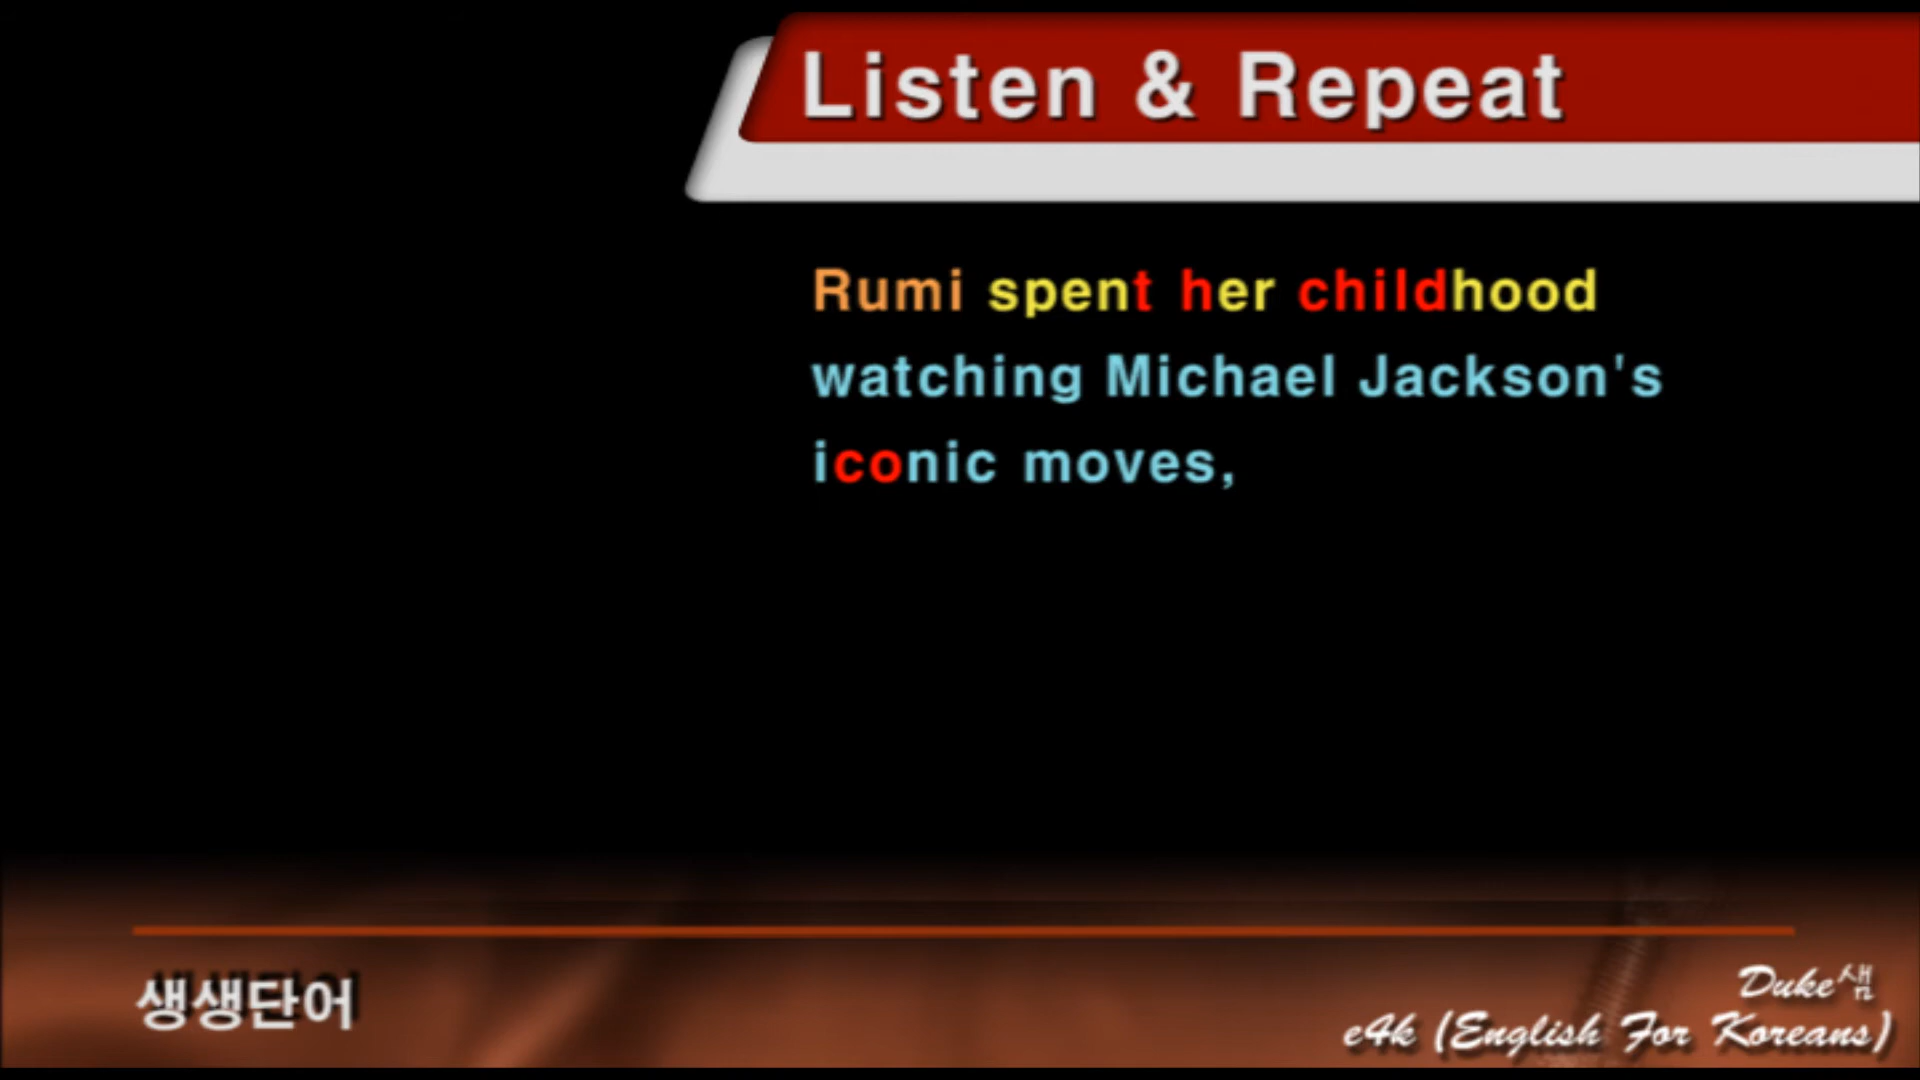 Listen & Repeat
Rumi spent her childhood
watching Michael Jackson's
iconic moves,
생생단어
Duke샘
e4k (English For Koreans)